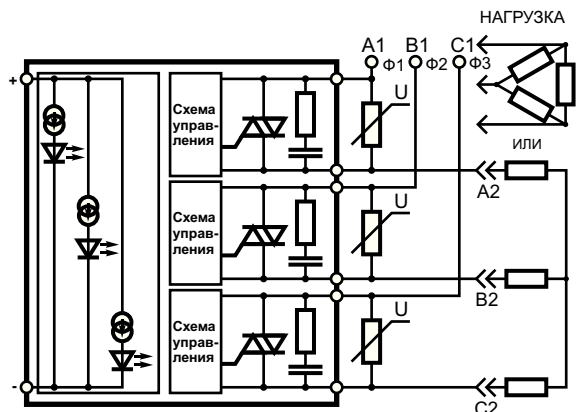 НАГРУЗКА
A1 B1 C1
Ф1 Ф2 Ф3
+
Схема
управ-
ления
U
ИЛИ
A2
Схема
управ-
ления
U
B2
Схема
управ-
ления
U
-
C2